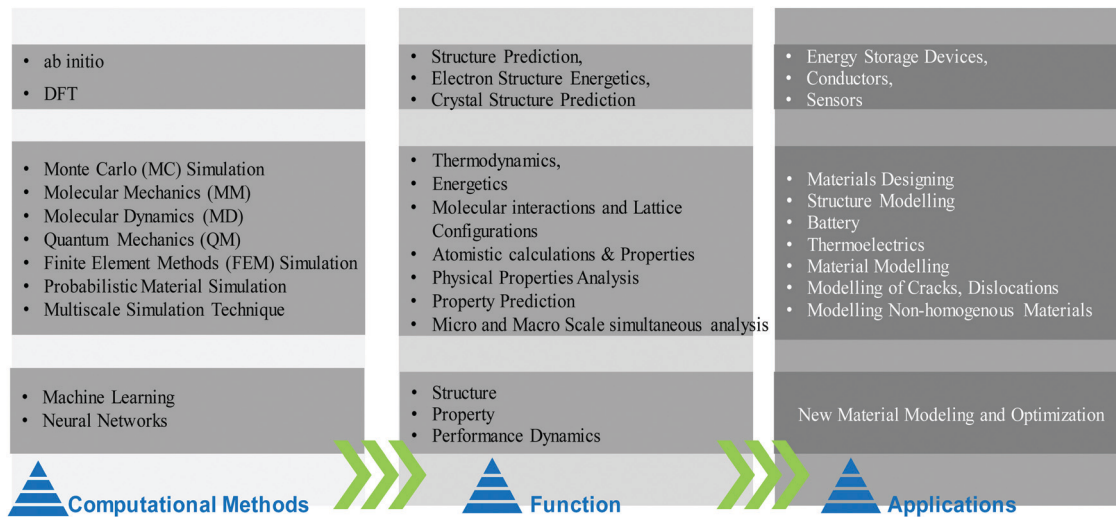 • ab initio
• DFT
• Monte Carlo (MC) Simulation
• Molecular Mechanics (MM)
• Molecular Dynamics (MD)
• Quantum Mechanics (QM)
• Finite Element Methods (FEM) Simulation
• Probabilistic Material Simulation
• Multiscale Simulation Technique
• Machine Learning
• Neural Networks
Computational Methods
• Structure Prediction,
• Electron Structure Energetics,
• Crystal Structure Prediction
• Thermodynamics,
• Energetics
• Molecular interactions and Lattice
Configurations
• Atomistic calculations & Properties
• Physical Properties Analysis
• Property Prediction
• Micro and Macro Scale simultaneous analysis
• Structure
• Property
• Performance Dynamics
Function
• Energy Storage Devices,
• Conductors,
• Sensors
• Materials Designing
• Structure Modelling
• Battery
• Thermoelectrics
• Material Modelling
• Modelling of Cracks, Dislocations
• Modelling Non-homogenous Materials
New Material Modeling and Optimization
Applications